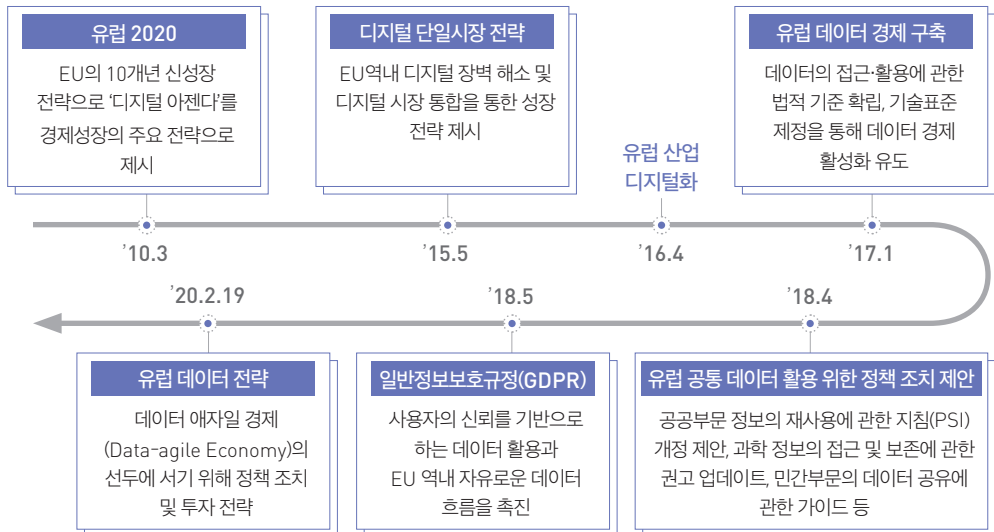 유럽 2020
EU의 10개년 신성장
전략으로 ‘디지털 아젠다’를
경제성장의 주요 전략으로
제시
디지털 단일시장 전략
EU역내 디지털 장벽 해소 및
디지털 시장 통합을 통한 성장
전략 제시
유럽 산업
디지털화
유럽 데이터 경제 구축
데이터의 접근·활용에 관한
법적 기준 확립, 기술표준
제정을 통해 데이터 경제
활성화 유도
’10.3
’15.5
’16.4
’17.1
’20.2.19
’18.5
’18.4
유럽 데이터 전략
데이터 애자일 경제
(Data-agile Economy)의
선두에 서기 위해 정책 조치
및 투자 전략
일반정보보호규정(GDPR)
사용자의 신뢰를 기반으로
하는 데이터 활용과
EU 역내 자유로운 데이터
흐름을 촉진
유럽 공통 데이터 활용 위한 정책 조치 제안
공공부문 정보의 재사용에 관한 지침(PSI)
개정 제안, 과학 정보의 접근 및 보존에 관한
권고 업데이트, 민간부문의 데이터 공유에
관한 가이드 등